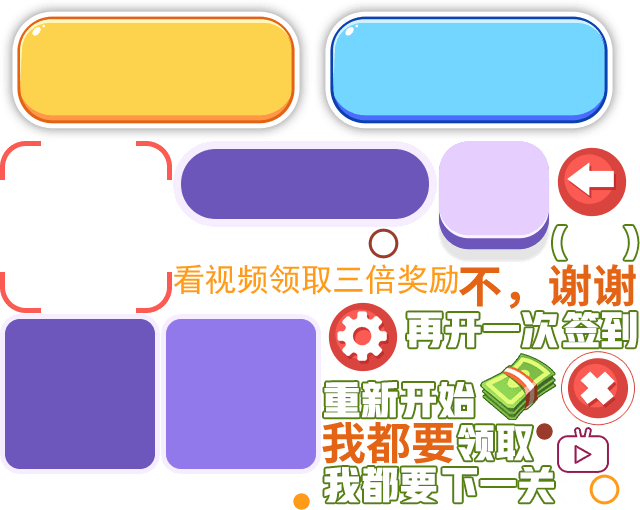 ( )
看视频领取三倍奖励
不，谢谢
再开一次签到
重新开始
我都要领取
我都要下一关